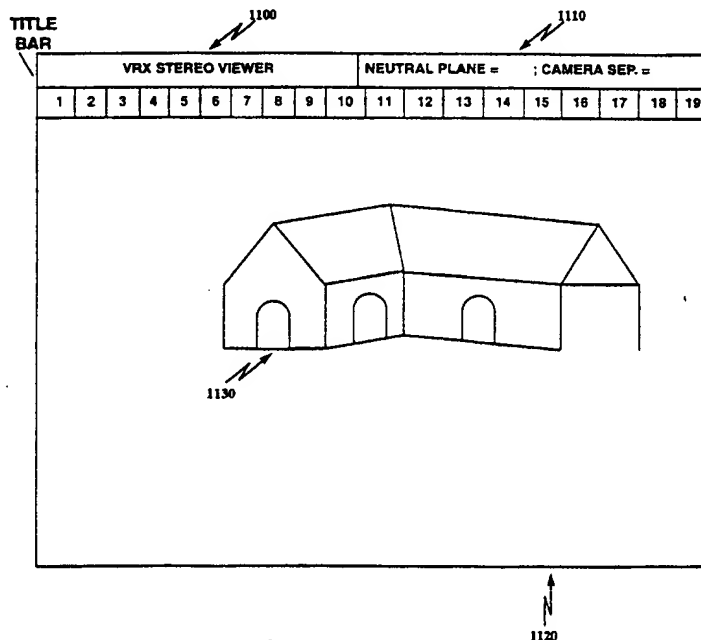 1100
1110
TITLE
BAR
VRX STEREO VIEWER
NEUTRAL PLANE = ; CAMERA SEP. =
1 2 3 4 5 6 7 8 9 10 11 12 13 14 15 16 17 18 19
1130
1120